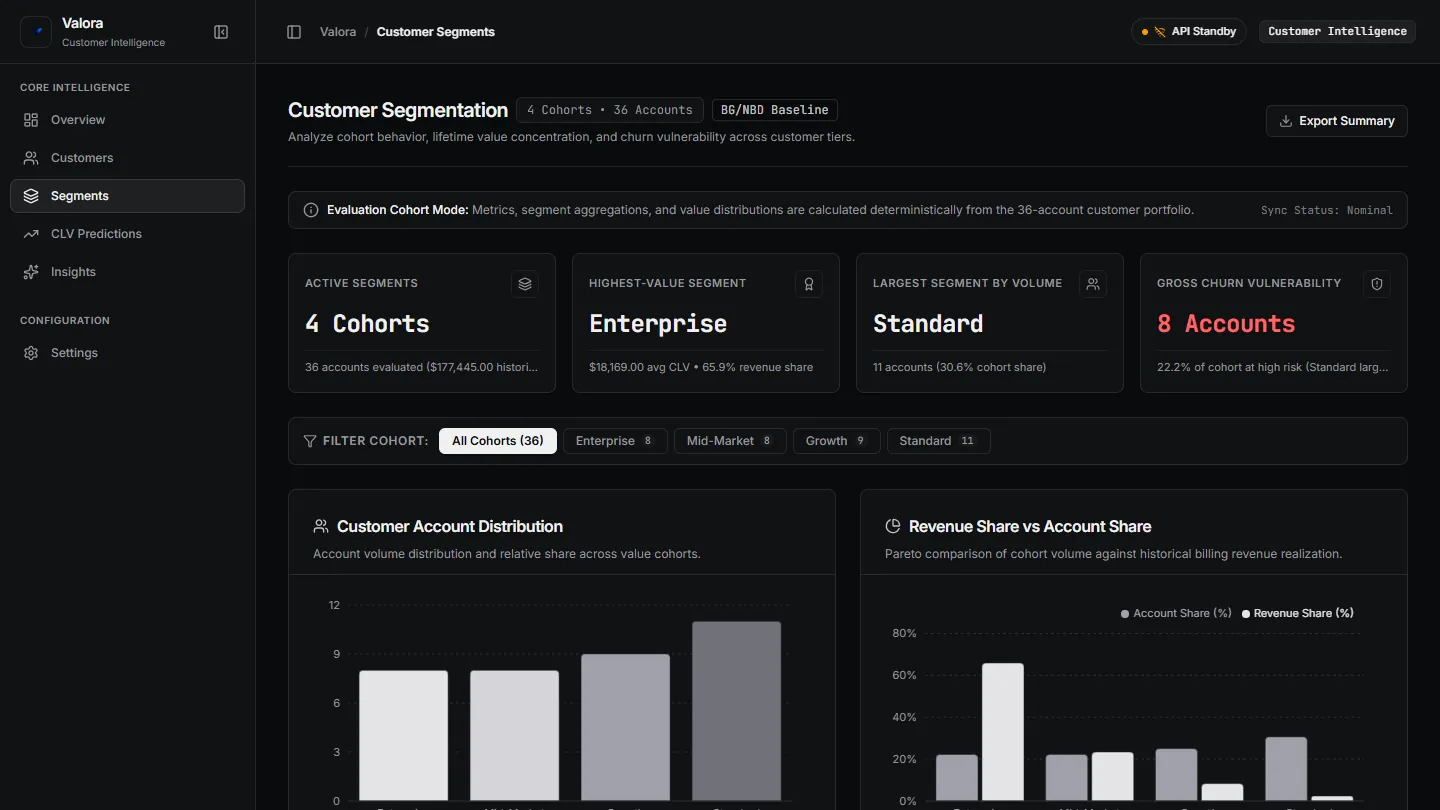 Valora
Customer Intelligence
Valora / Customer Segments
API Standby
Customer Intelligence
CORE INTELLIGENCE
Overview
Customers
Segments
CLV Predictions
Insights
CONFIGURATION
Settings
Customer Segmentation
4 Cohorts • 36 Accounts
BG/NBD Baseline
Analyze cohort behavior, lifetime value concentration, and churn vulnerability across customer tiers.
Export Summary
Evaluation Cohort Mode: Metrics, segment aggregations, and value distributions are calculated deterministically from the 36-account customer portfolio.
Sync Status: Nominal
ACTIVE SEGMENTS
4 Cohorts
36 accounts evaluated ($177,445.00 histori...
HIGHEST-VALUE SEGMENT
Enterprise
$18,169.00 avg CLV • 65.9% revenue share
LARGEST SEGMENT BY VOLUME
Standard
11 accounts (30.6% cohort share)
GROSS CHURN VULNERABILITY
8 Accounts
22.2% of cohort at high risk (Standard larg...
FILTER COHORT:
All Cohorts (36)
Enterprise 8
Mid-Market 8
Growth 9
Standard 11
Customer Account Distribution
Account volume distribution and relative share across value cohorts.
12
9
6
3
0
Revenue Share vs Account Share
Pareto comparison of cohort volume against historical billing revenue realization.
Account Share (%)
Revenue Share (%)
80%
60%
40%
20%
0%